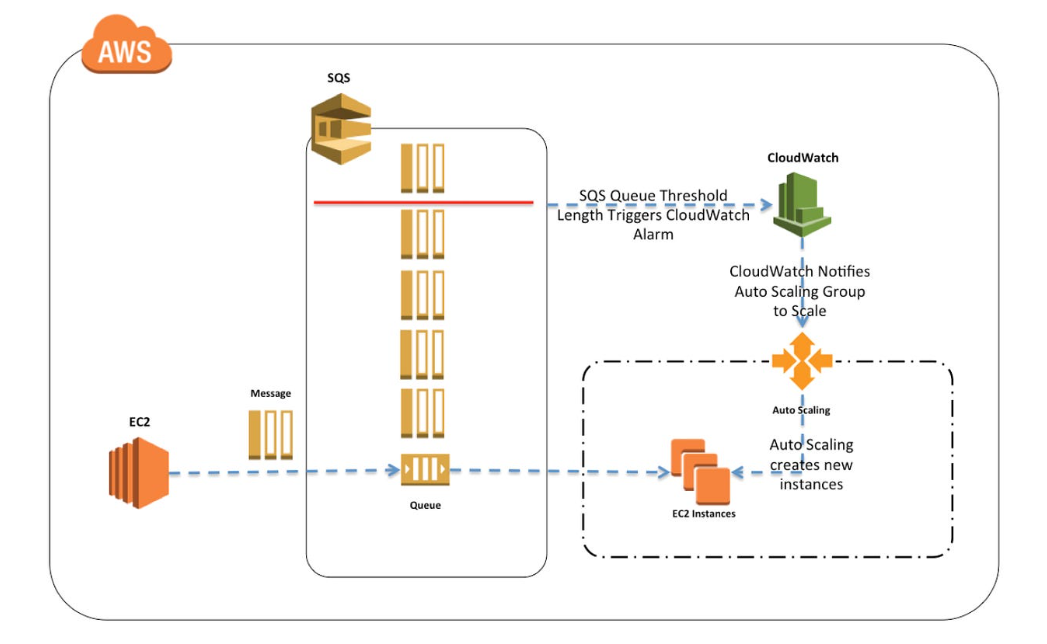 AWS
SQS
CloudWatch
SQS Queue Threshold
Length Triggers CloudWatch
Alarm
CloudWatch Notifies
Auto Scaling Group
to Scale
Message
EC2
Auto Scaling
Auto Scaling
creates new
instances
Queue
EC2 Instances